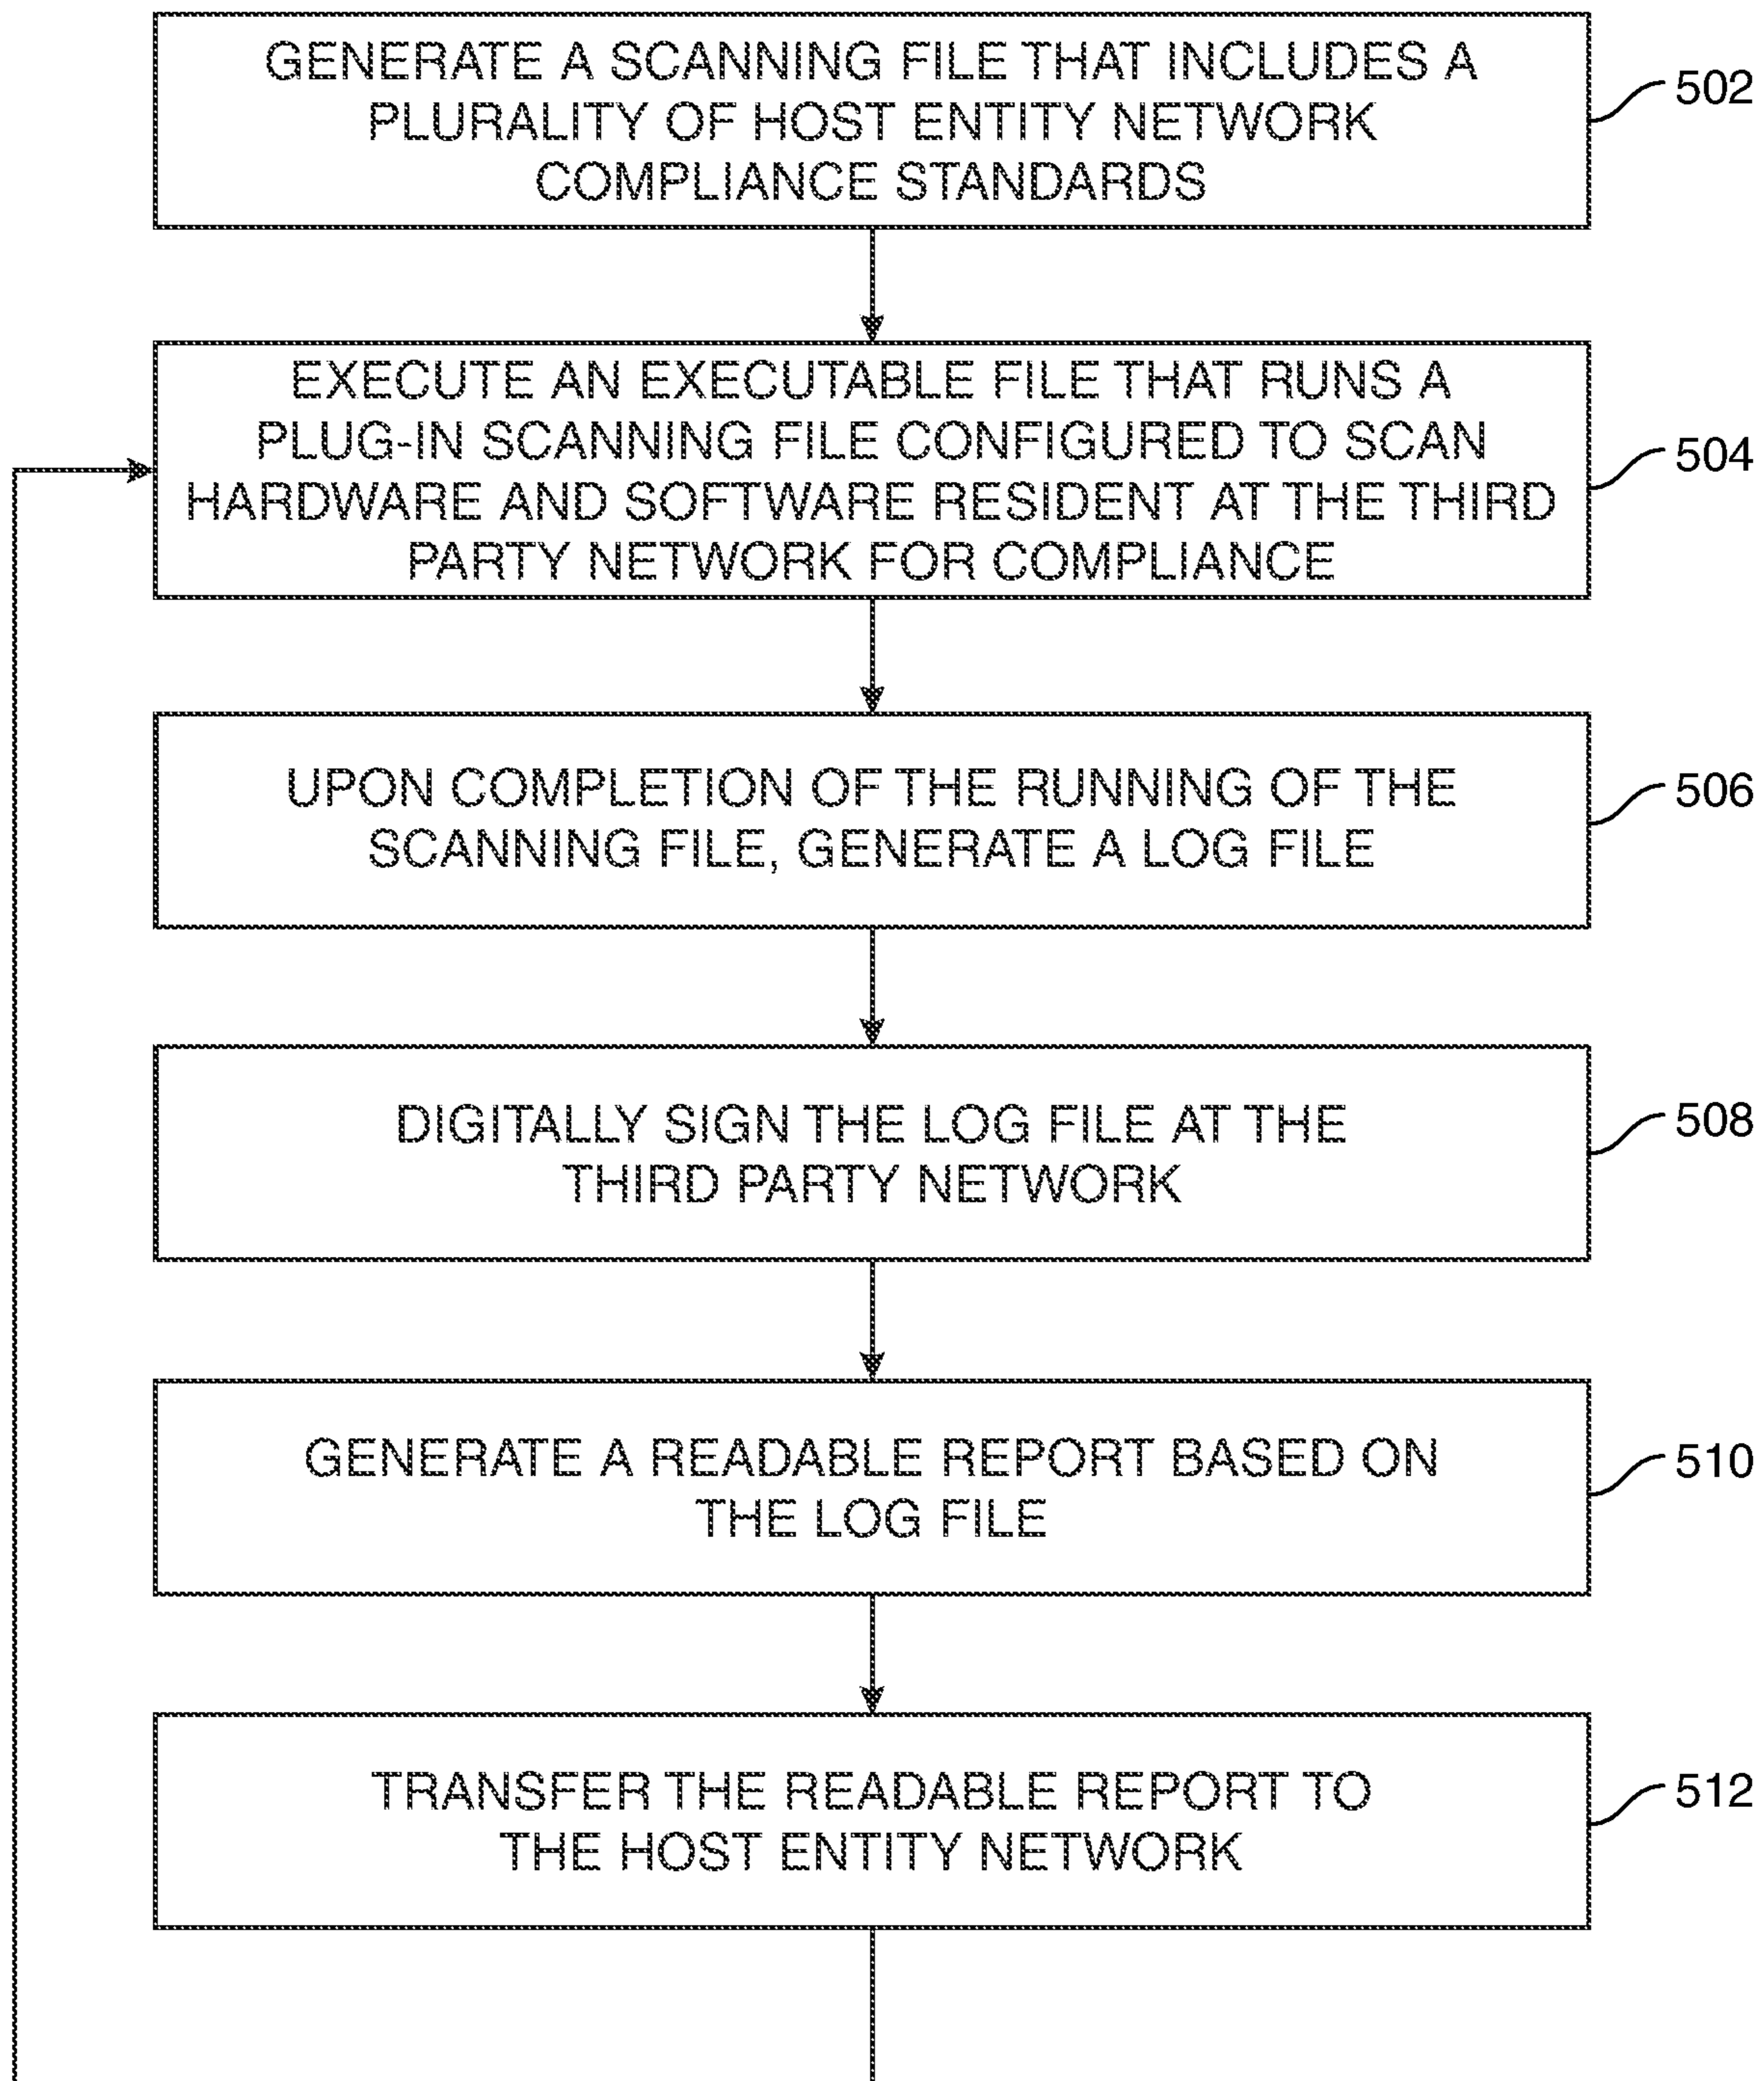 GENERATE A SCANNING FILE THAT INCLUDES A
PLURALITY OF HOST ENTITY NETWORK
COMPLIANCE STANDARDS
502
EXECUTE AN EXECUTABLE FILE THAT RUNS A
PLUG-IN SCANNING FILE CONFIGURED TO SCAN
HARDWARE AND SOFTWARE RESIDENT AT THE THIRD
PARTY NETWORK FOR COMPLIANCE
504
UPON COMPLETION OF THE RUNNING OF THE
SCANNING FILE, GENERATE A LOG FILE
506
DIGITALLY SIGN THE LOG FILE AT THE
THIRD PARTY NETWORK
508
GENERATE A READABLE REPORT BASED ON
THE LOG FILE
510
TRANSFER THE READABLE REPORT TO
THE HOST ENTITY NETWORK
512